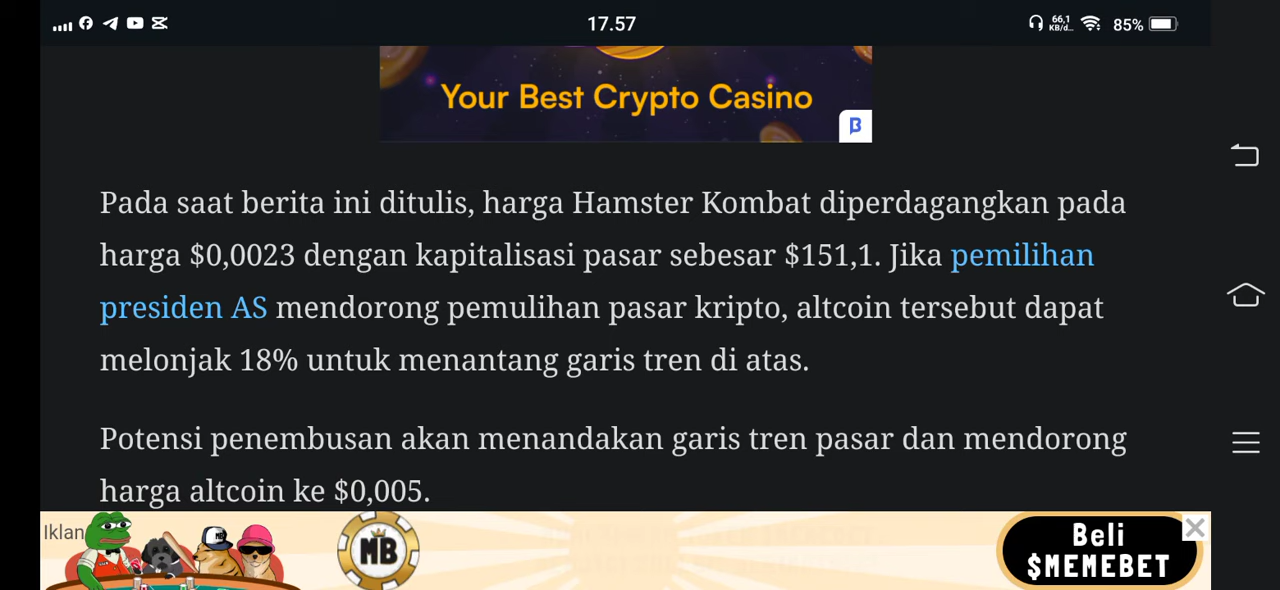 17.57
66,1
KB/d...
85%
Your Best Crypto Casino
Pada saat berita ini ditulis, harga Hamster Kombat diperdagangkan pada
harga $0,0023 dengan kapitalisasi pasar sebesar $151,1. Jika pemilihan
presiden AS mendorong pemulihan pasar kripto, altcoin tersebut dapat
melonjak 18% untuk menantang garis tren di atas.
Potensi penembusan akan menandakan garis tren pasar dan mendorong
harga altcoin ke $0,005.
Iklan
MB
MB
Beli
$MEMEBET